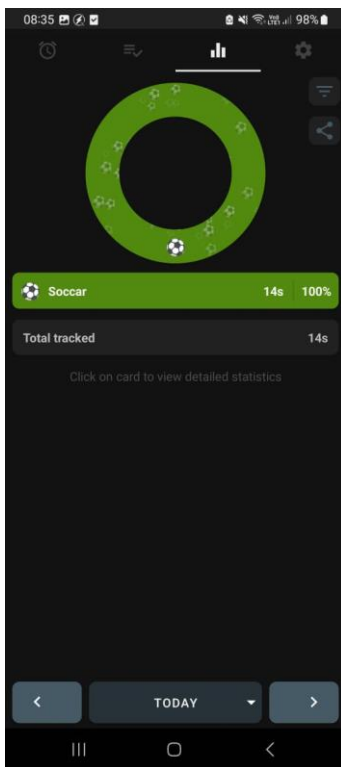 08:35 98%
Soccar 14s 100%
Total tracked 14s
Click on card to view detailed statistics
TODAY